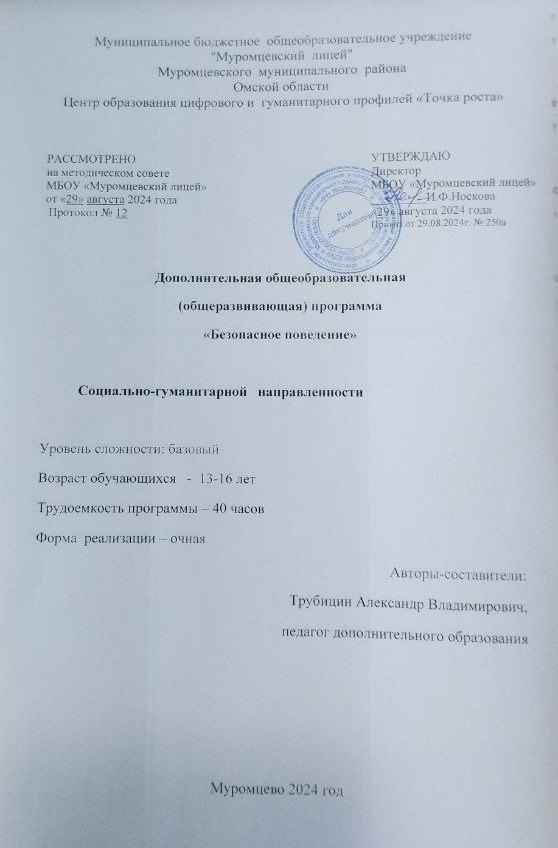 Муниципальное бюджетное общеобразовательное учреждение
"Муромцевский лицей"
Муромцевского муниципального района
Омской области
Центр образования цифрового и гуманитарного профилей «Точка роста»
РАССМОТРЕНО
на методическом совете
МБОУ «Муромцевский лицей»
от «29» августа 2024 года
Протокол № 12
УТВЕРЖДАЮ
Директор
МБОУ «Муромцевский лицей»
И.Ф.Носкова
«29» августа 2024 года
Приказ от 29.08.2024г. № 250а
Для
документов
Дополнительная общеобразовательная
(общеразвивающая) программа
«Безопасное поведение»
Социально-гуманитарной направленности
Уровень сложности: базовый
Возраст обучающихся - 13-16 лет
Трудоемкость программы – 40 часов
Форма реализации – очная
Авторы-составители:
Трубицин Александр Владимирович,
педагог дополнительного образования
Муромцево 2024 год